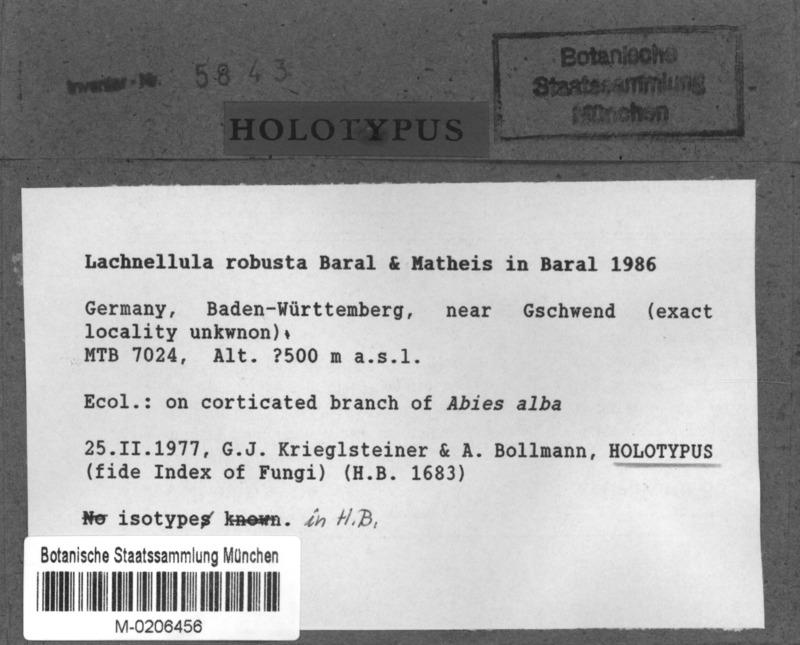 Inventar-Nr. 5843
Botanische
Staatssammlung
München
HOLOTYPUS
Lachnellula robusta Baral & Matheis in Baral 1986
Germany, Baden-Württemberg, near Gschwend (exact
locality unkwnon),
MTB 7024, Alt. ?500 m a.s.l.
Ecol.: on corticated branch of Abies alba
25.II.1977, G.J. Krieglsteiner & A. Bollmann, HOLOTYPUS
(fide Index of Fungi) (H.B. 1683)
No isotypes known. in H.B.
Botanische Staatssammlung München
M-0206456